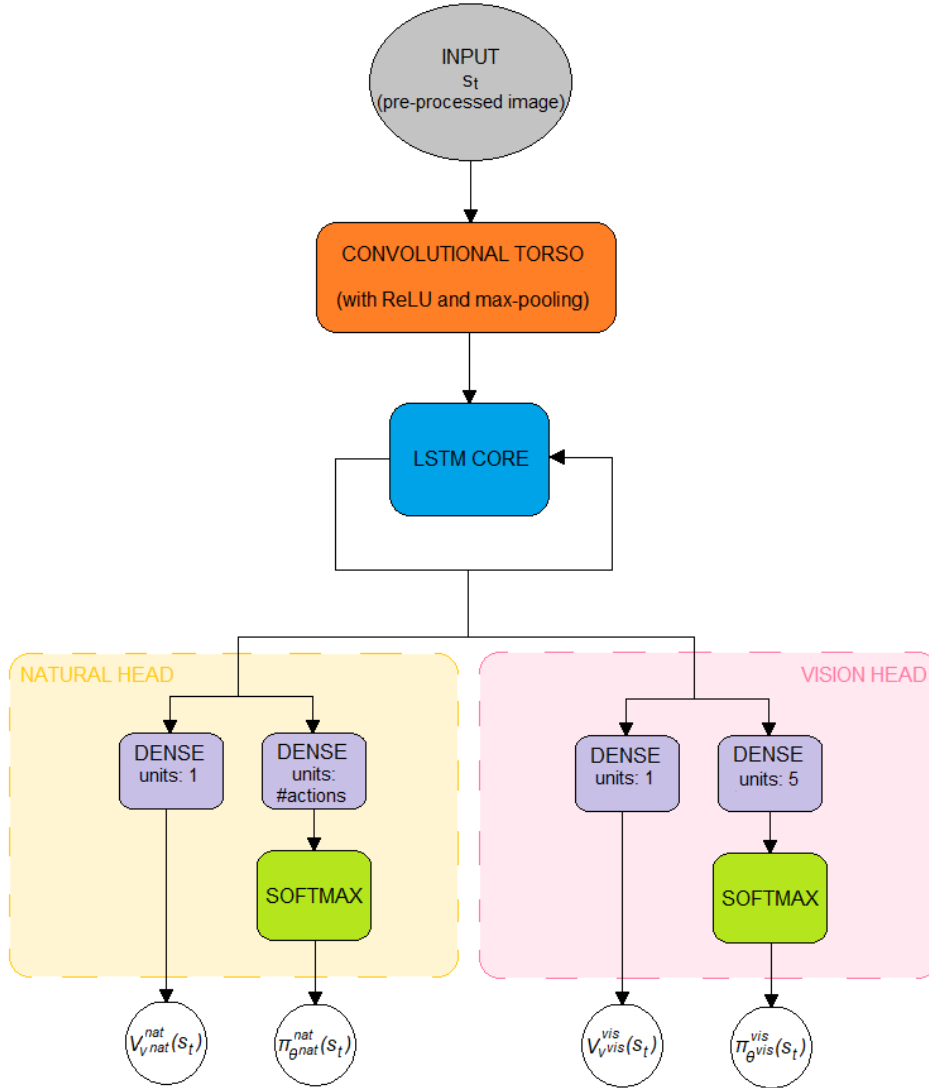 INPUT
s_t
(pre-processed image)
CONVOLUTIONAL TORSO
(with ReLU and max-pooling)
LSTM CORE
NATURAL HEAD
DENSE
units: 1
DENSE
units:
#actions
SOFTMAX
V_{v^{nat}}^{nat}(s_t)
π_{θ^{nat}}^{nat}(s_t)
VISION HEAD
DENSE
units: 1
DENSE
units: 5
SOFTMAX
V_{v^{vis}}^{vis}(s_t)
π_{θ^{vis}}^{vis}(s_t)